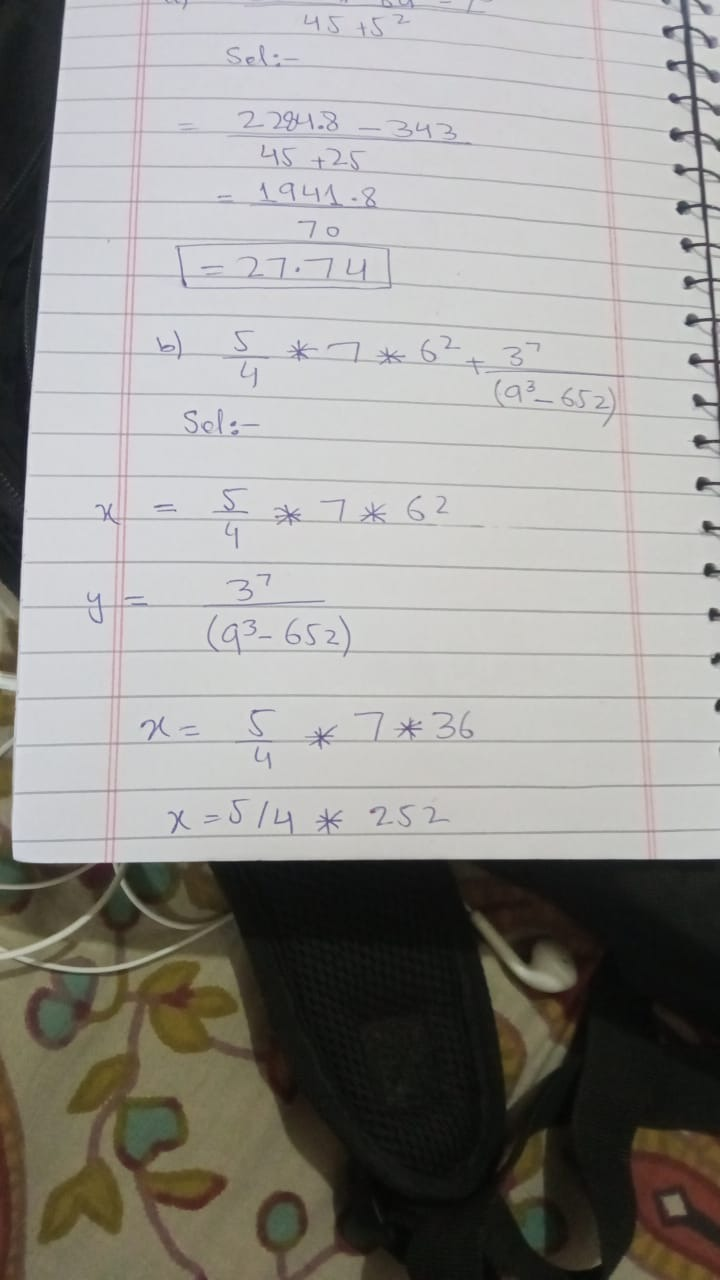 45 + 5²
Sol:-
= 2284.8 - 343
45 + 25
= 1941.8
70
= 27.74
b) 5/4 * 7 * 6² + 3⁷/(9³ - 652)
Sol:-
x = 5/4 * 7 * 6²
y = 3⁷/(9³ - 652)
x = 5/4 * 7 * 36
x = 5/4 * 252